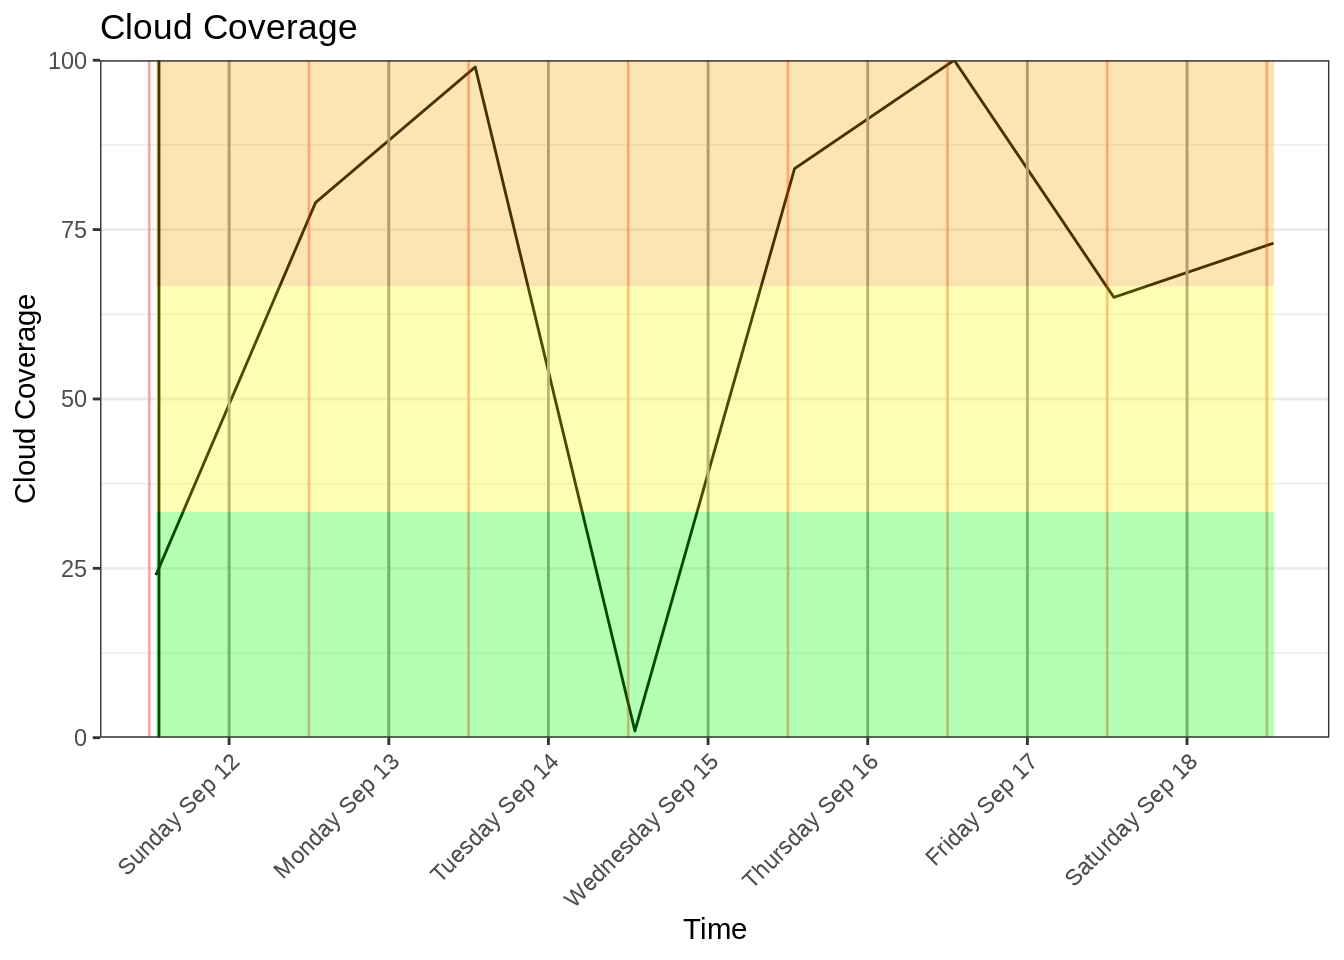 Cloud Coverage
100
75
50
25
0
Cloud Coverage
Sunday Sep 12
Monday Sep 13
Tuesday Sep 14
Wednesday Sep 15
Thursday Sep 16
Friday Sep 17
Saturday Sep 18
Time